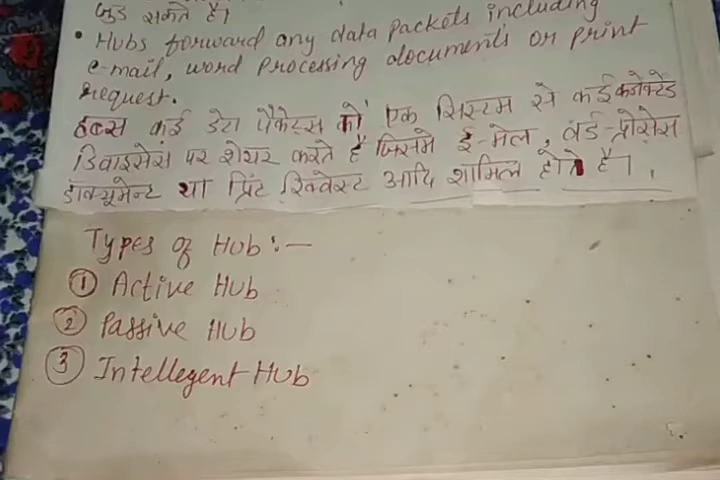 जुड सकते है।
• Hubs forward any data packets including
e-mail, word processing documents or print
request.
हब्स कई डेटा पैकेट्स को एक सिस्टम से कई कनेक्टेड
डिवाइसेस पर शेयर करते है जिसमे ई-मेल, वर्ड-प्रोसेस
डाक्यूमेन्ट या प्रिंट रिक्वेस्ट आदि शामिल होते है।
Types of Hub:—
① Active Hub
② Passive Hub
③ Intellegent Hub